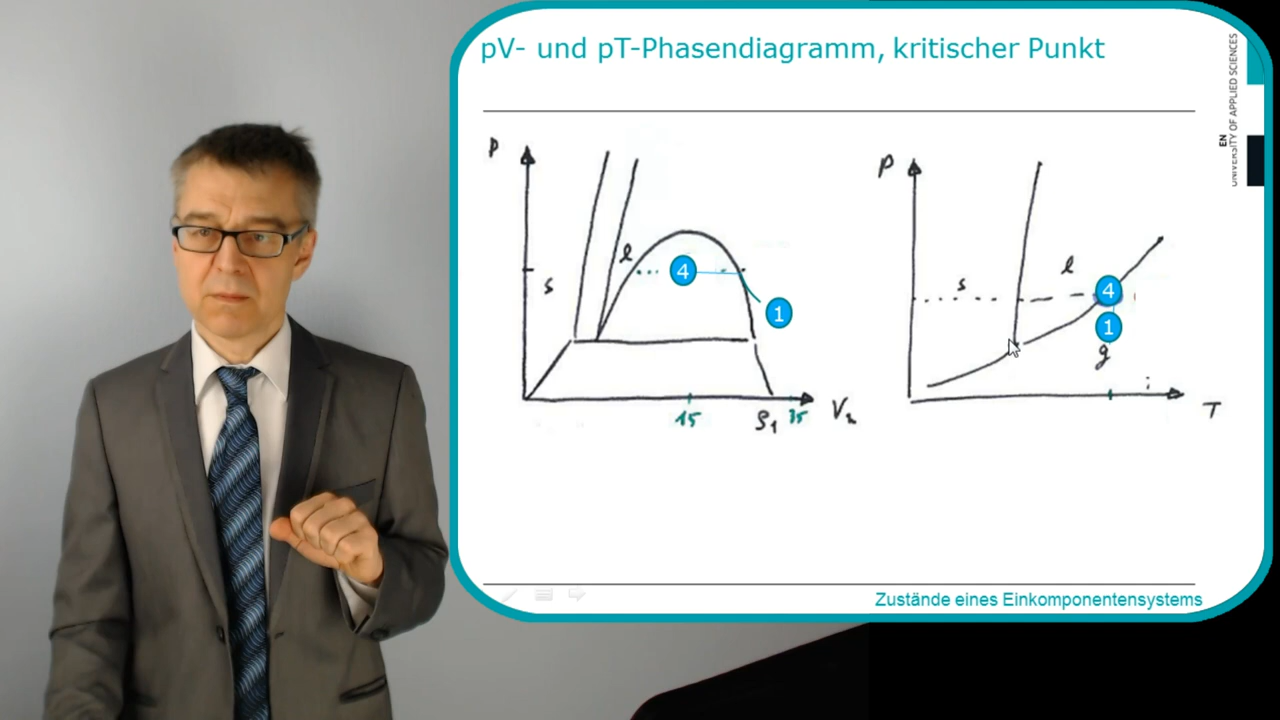 pV- und pT-Phasendiagramm, kritischer Punkt
EN
UNIVERSITY OF APPLIED SCIENCES
P
l
s
4
1
15
35
P
l
s
4
1
g
T
Zustände eines Einkomponentensystems